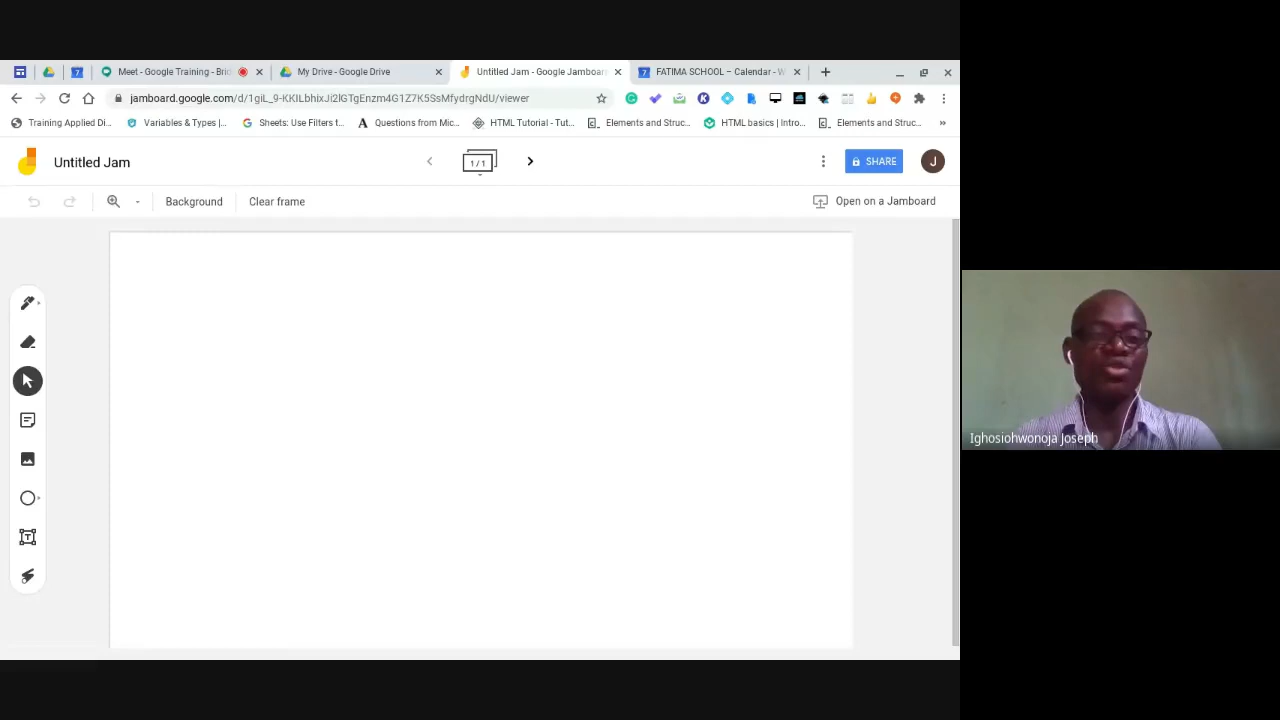 Meet - Google Training - Bri
My Drive - Google Drive
Untitled Jam - Google Jamboar
FATIMA SCHOOL – Calendar - W
jamboard.google.com/d/1giL_9-KKILbhixJi2lGTgEnzm4G1Z7K5SsMfydrgNdU/viewer
Training Applied Di...
Variables & Types |...
Sheets: Use Filters t...
Questions from Mic...
HTML Tutorial - Tut...
Elements and Struc...
HTML basics | Intro...
Elements and Struc...
»
Untitled Jam
1 / 1
SHARE
J
Background
Clear frame
Open on a Jamboard
Ighosiohwonoja Joseph